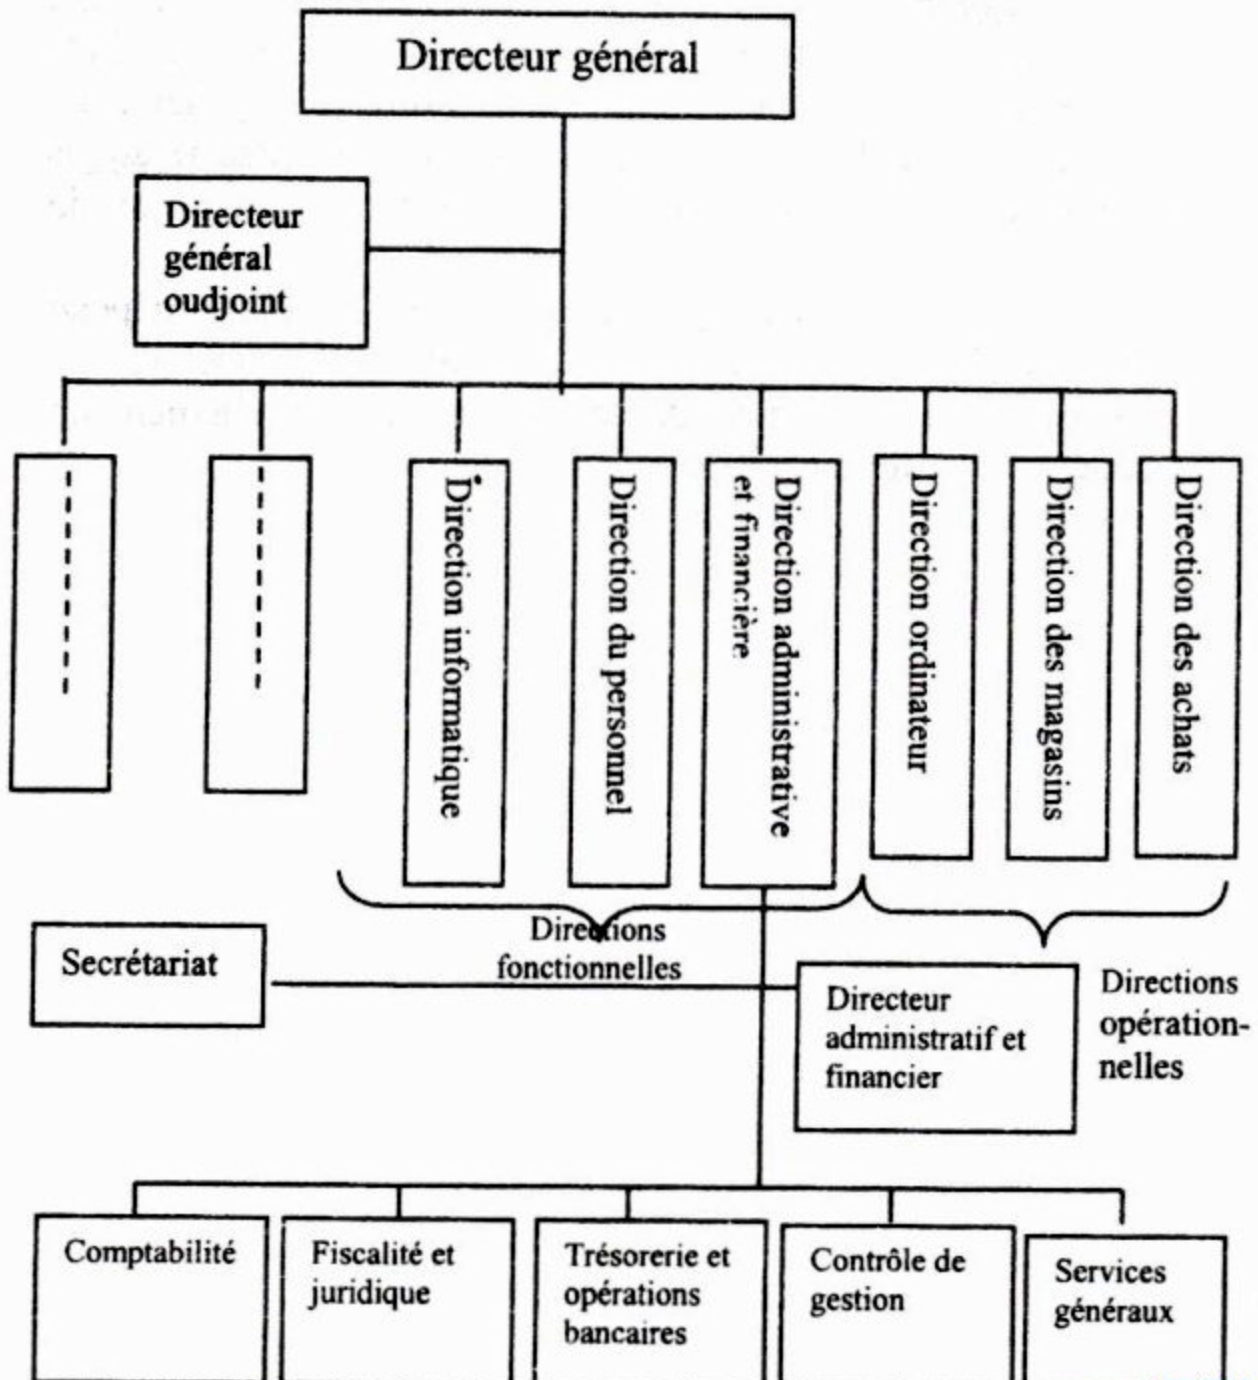 Directeur général
Directeur
général
oudjoint
Direction informatique
Direction du personnel
Direction administrative
et financière
Direction ordinateur
Direction des magasins
Direction des achats
Directions
fonctionnelles
Directions
opération-
nelles
Secrétariat
Directeur
administratif et
financier
Comptabilité
Fiscalité et
juridique
Trésorerie et
opérations
bancaires
Contrôle de
gestion
Services
généraux